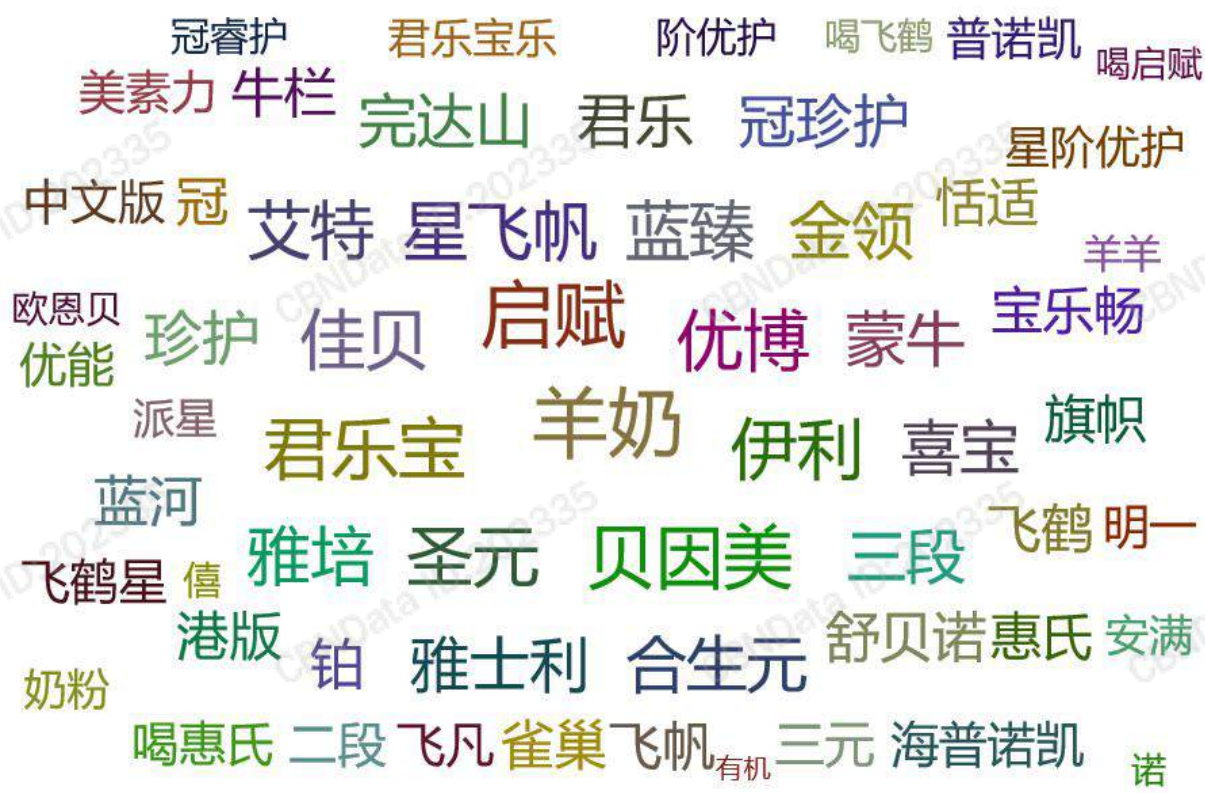 冠睿护 君乐宝乐 阶优护 喝飞鹤 普诺凯 喝启赋
美素力 牛栏 完达山 君乐 冠珍护 星阶优护
中文版 冠 艾特 星飞帆 蓝臻 金领 恬适 羊羊
欧恩贝 珍护 佳贝 启赋 优博 蒙牛 宝乐畅
优能 派星 君乐宝 羊奶 伊利 喜宝 旗帜
蓝河 雅培 圣元 贝因美 三段 飞鹤 明一
飞鹤星 僖 港版 铂 雅士利 合生元 舒贝诺 惠氏 安满
奶粉 喝惠氏 二段 飞凡 雀巢 飞帆 有机 三元 海普诺凯 诺
CBNData ID:202335